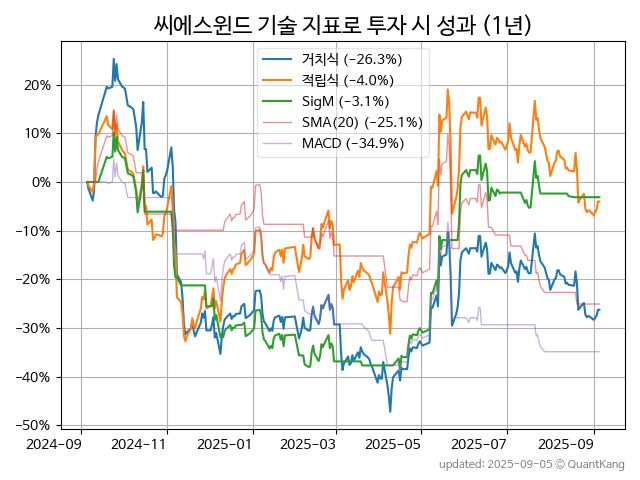 씨에스윈드 기술 지표로 투자 시 성과 (1년)
거치식 (−26.3%)
적립식 (−4.0%)
SigM (−3.1%)
SMA(20) (−25.1%)
MACD (−34.9%)
20%
10%
0%
−10%
−20%
−30%
−40%
−50%
2024−09 2024−11 2025−01 2025−03 2025−05 2025−07 2025−09
updated: 2025-09-05 © QuantKang